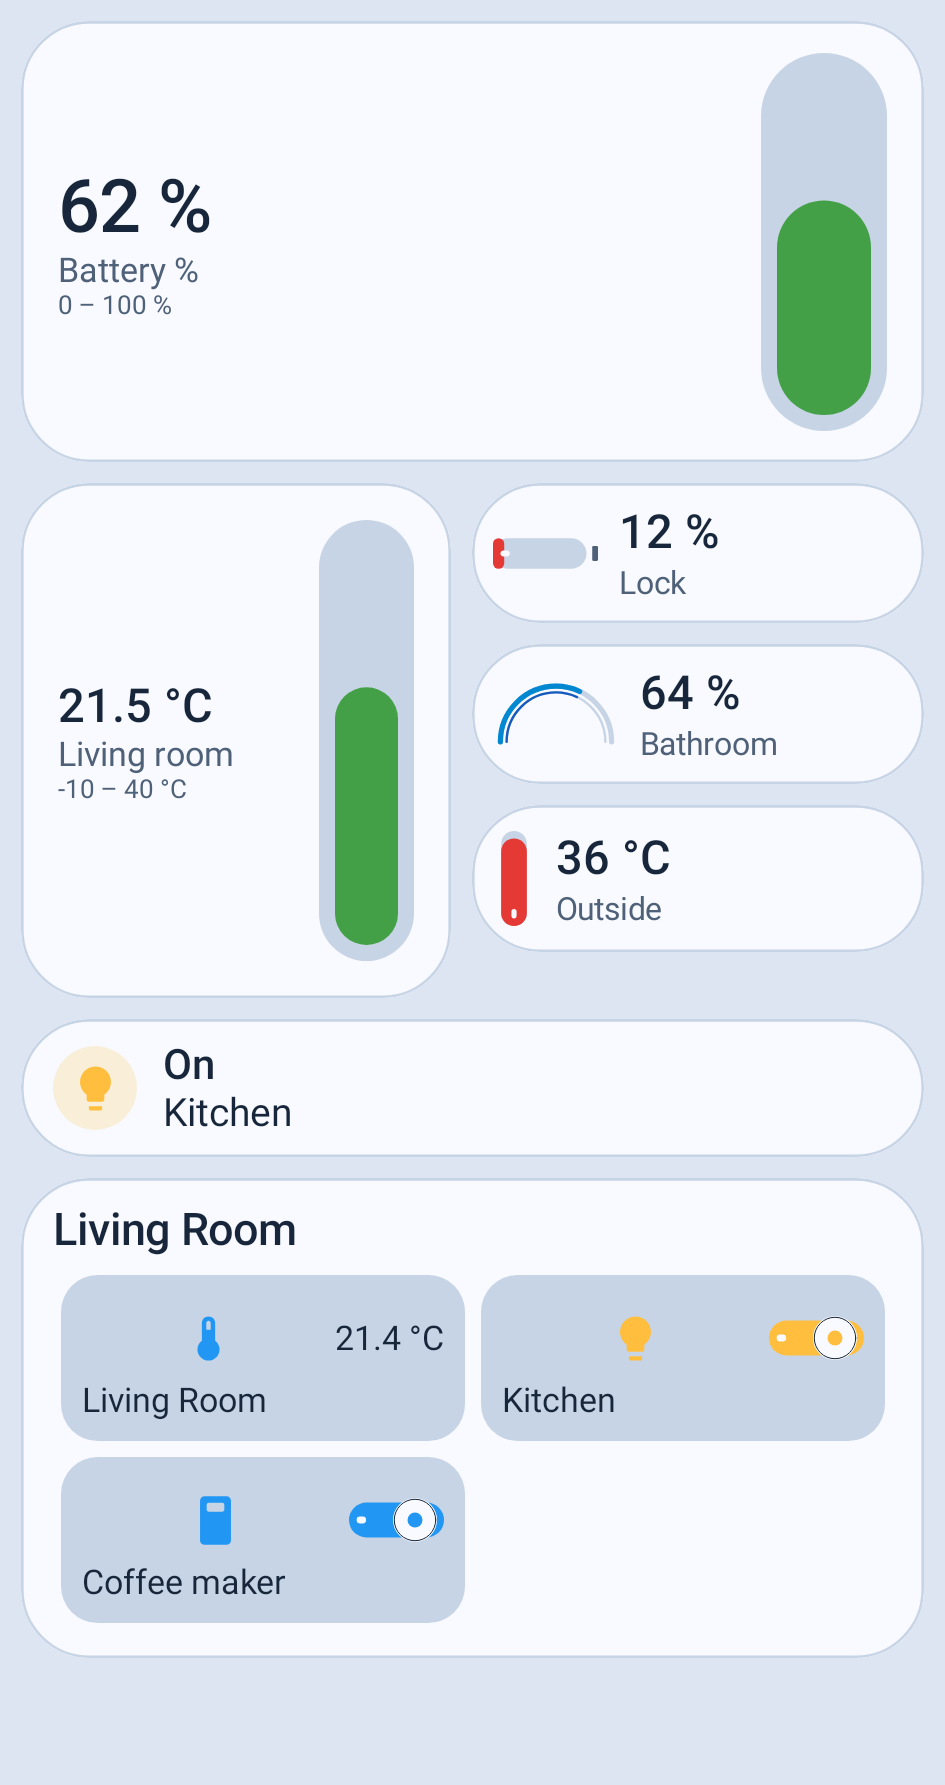 62 %
Battery %
0 – 100 %
21.5 °C
Living room
-10 – 40 °C
12 %
Lock
64 %
Bathroom
36 °C
Outside
On
Kitchen
Living Room
21.4 °C
Living Room
Kitchen
Coffee maker